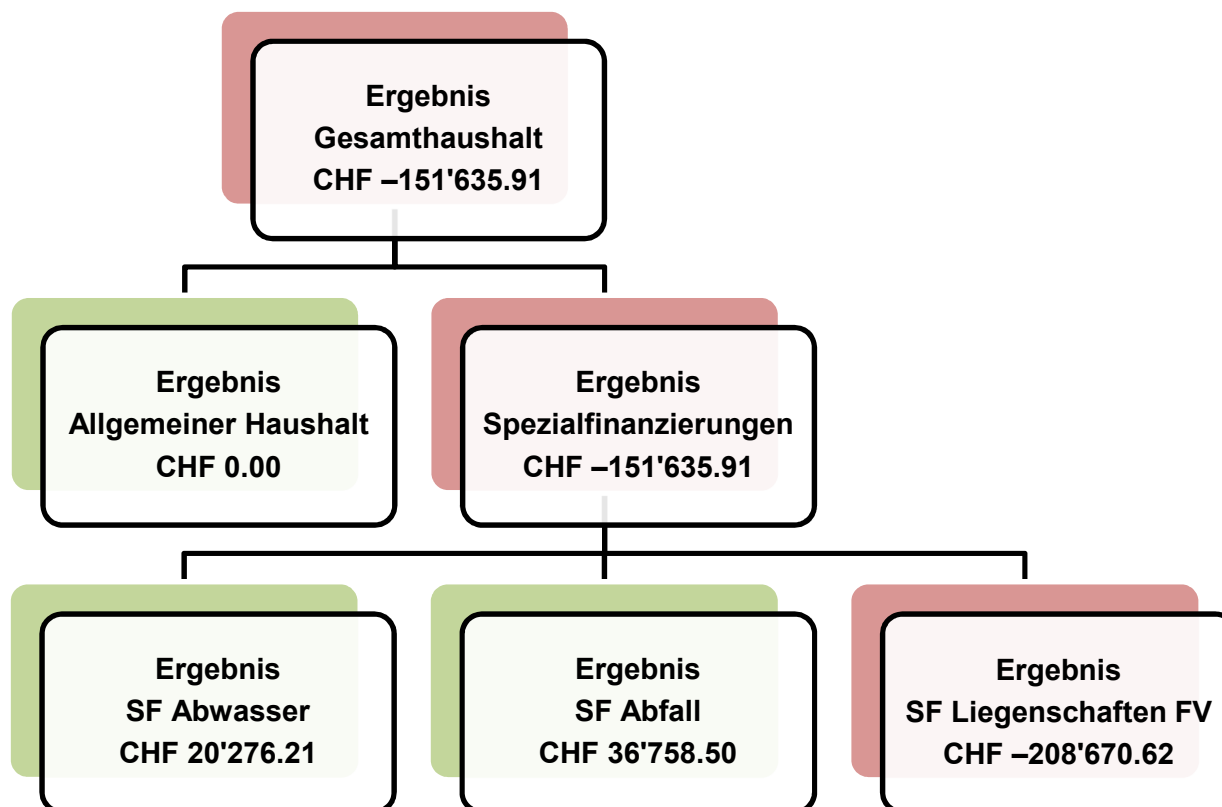 Ergebnis
Gesamthaushalt
CHF –151'635.91
Ergebnis
Allgemeiner Haushalt
CHF 0.00
Ergebnis
Spezialfinanzierungen
CHF –151'635.91
Ergebnis
SF Abwasser
CHF 20'276.21
Ergebnis
SF Abfall
CHF 36'758.50
Ergebnis
SF Liegenschaften FV
CHF –208'670.62